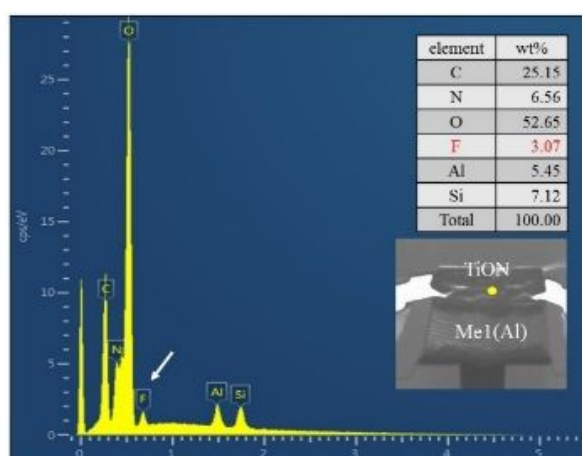 O
element wt%
C 25.15
N 6.56
O 52.65
F 3.07
Al 5.45
Si 7.12
Total 100.00
25
20
15
10
5
0
cps/eV
C
N
F
Al
Si
TiON
Me1(Al)
0 1 2 3 4 5